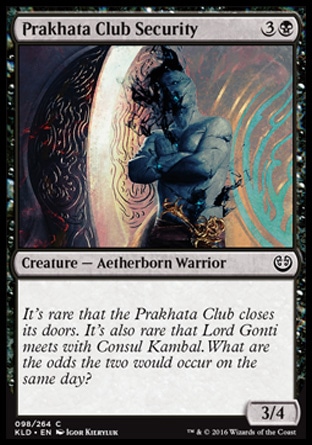 Prakhata Club Security 3
Creature — Aetherborn Warrior
It's rare that the Prakhata Club closes
its doors. It's also rare that Lord Gonti
meets with Consul Kambal.What are
the odds the two would occur on the
same day?
3/4
098/264 C
KLD • EN Igor Kieryluk
™ & © 2016 Wizards of the Coast